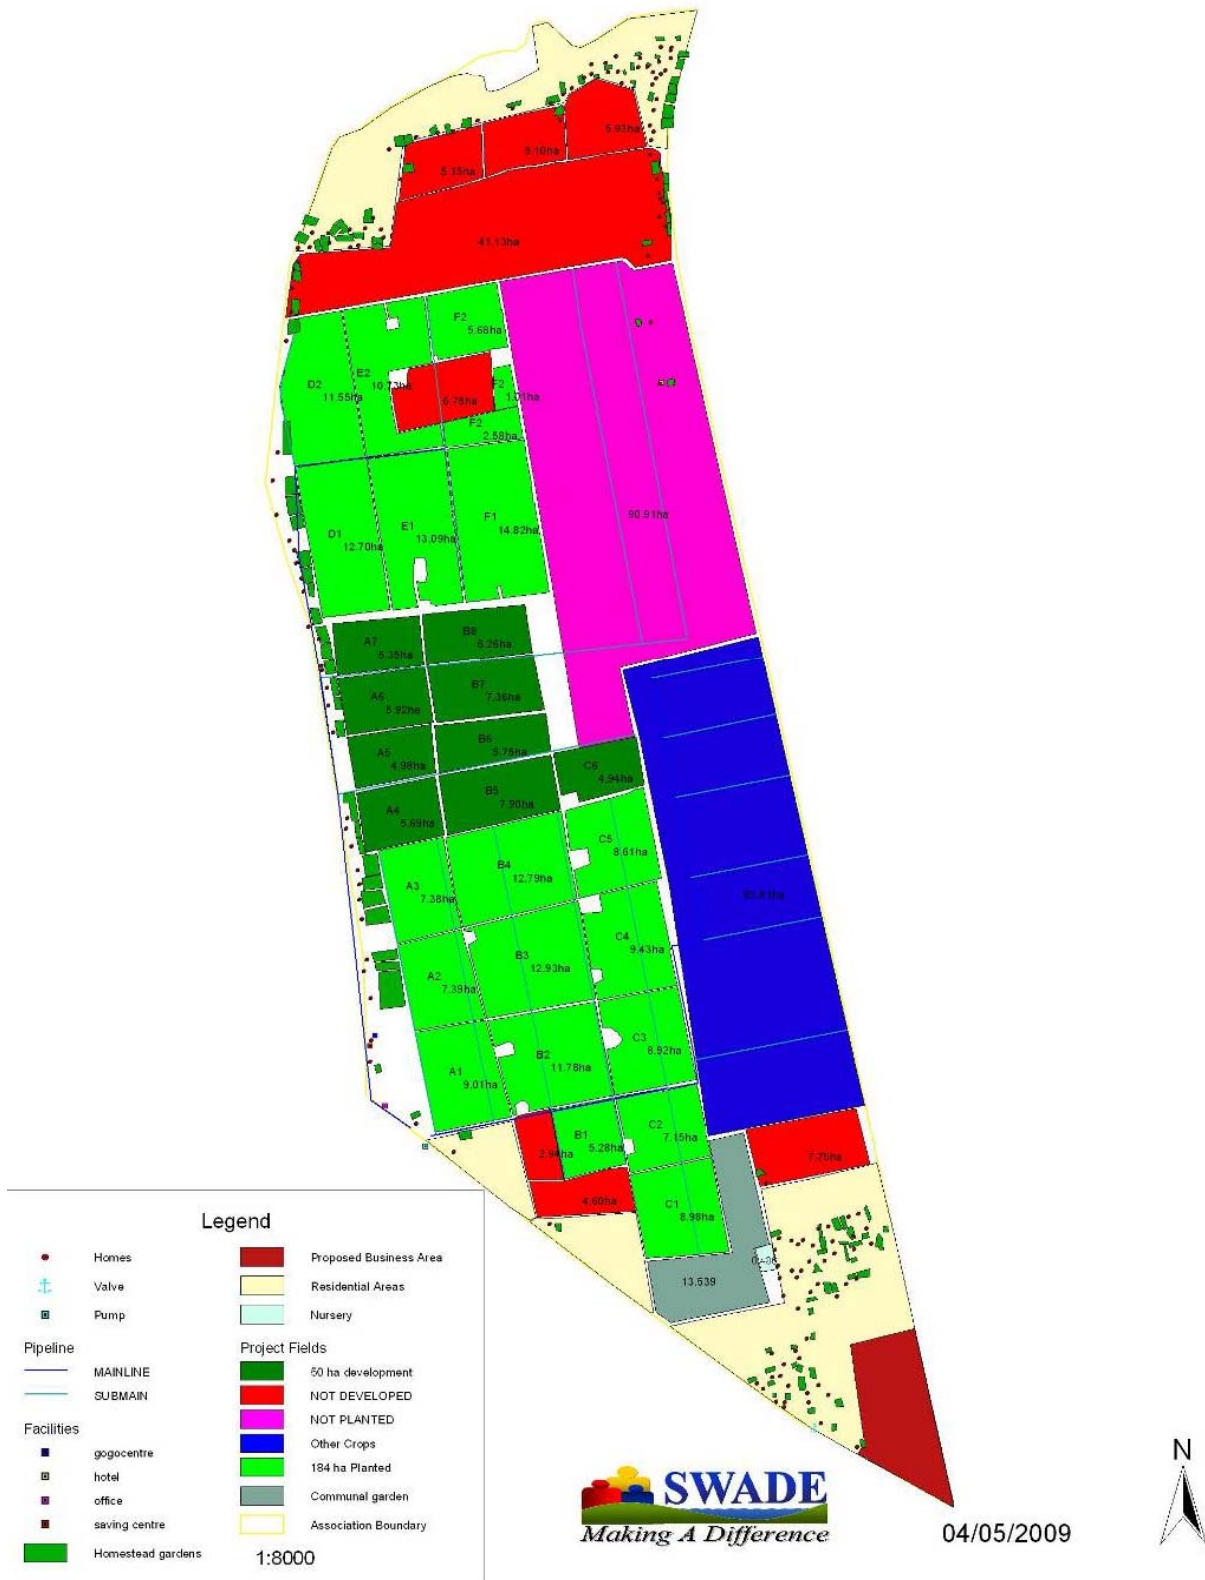 5.93ha
5.10ha
5.15ha
41.13ha
F2
5.68ha
E2
10.73ha
D2
11.55ha
6.78ha
F2
1.01ha
F2
2.58ha
90.91ha
F1
14.82ha
E1
13.09ha
D1
12.70ha
B8
6.26ha
A7
5.35ha
B7
7.36ha
A6
5.92ha
B6
5.75ha
A5
4.98ha
C6
4.94ha
B5
7.90ha
A4
5.69ha
C5
8.61ha
B4
12.79ha
A3
7.38ha
C4
9.43ha
B3
12.93ha
A2
7.39ha
C3
8.92ha
B2
11.78ha
A1
9.01ha
C2
7.15ha
B1
5.28ha
2.94ha
7.75ha
4.60ha
C1
8.98ha
13.539
Legend
Homes
Valve
Pump
Pipeline
MAINLINE
SUBMAIN
Facilities
gogocentre
hotel
office
saving centre
Homestead gardens
Proposed Business Area
Residential Areas
Nursery
Project Fields
50 ha development
NOT DEVELOPED
NOT PLANTED
Other Crops
184 ha Planted
Communal garden
Association Boundary
1:8000
SWADE
Making A Difference
04/05/2009
N